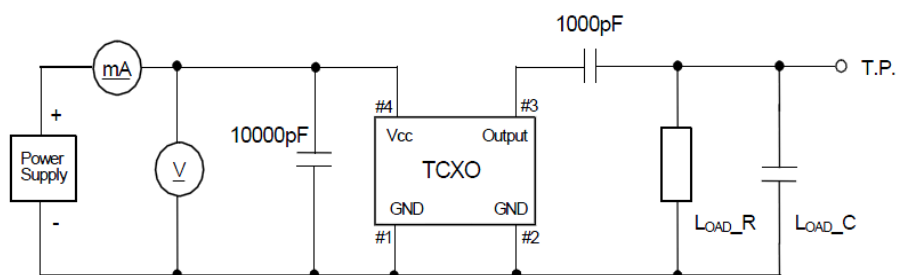 1000pF
mA
T.P.
+
#4
#3
10000pF
Vcc
Output
Power
Supply
V
TCXO
GND
GND
-
#1
#2
LOAD_R
LOAD_C